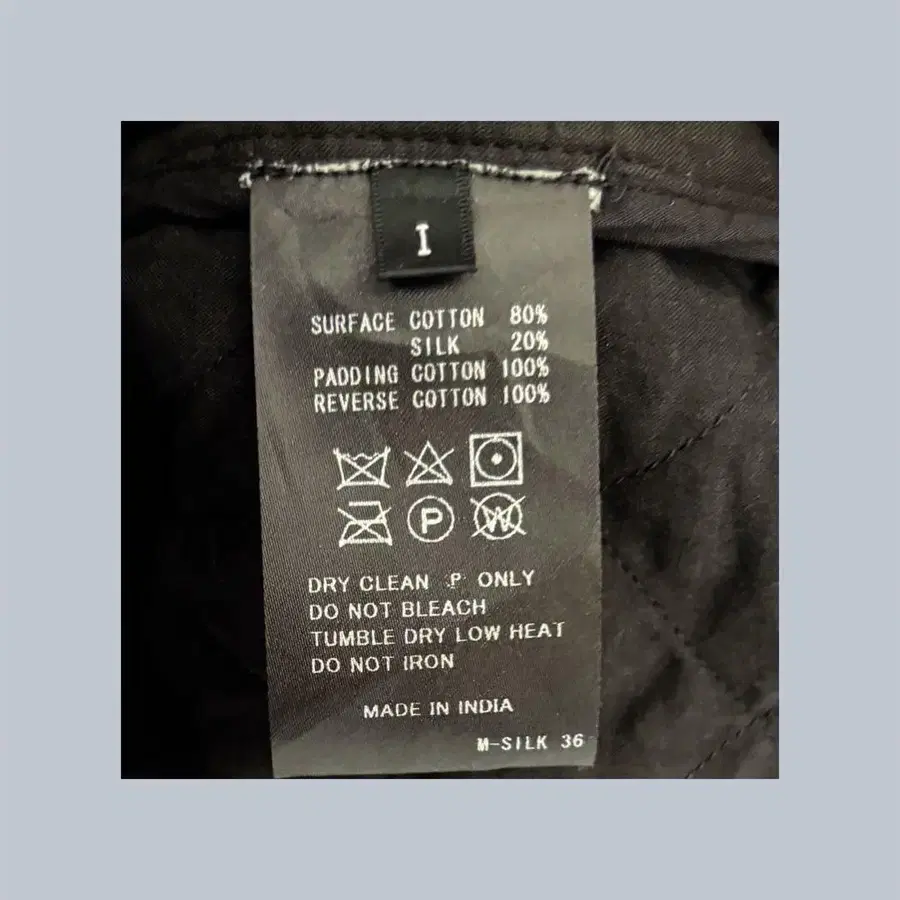 I
SURFACE COTTON 80%
SILK 20%
PADDING COTTON 100%
REVERSE COTTON 100%
P
W
DRY CLEAN P ONLY
DO NOT BLEACH
TUMBLE DRY LOW HEAT
DO NOT IRON
MADE IN INDIA
M-SILK 36